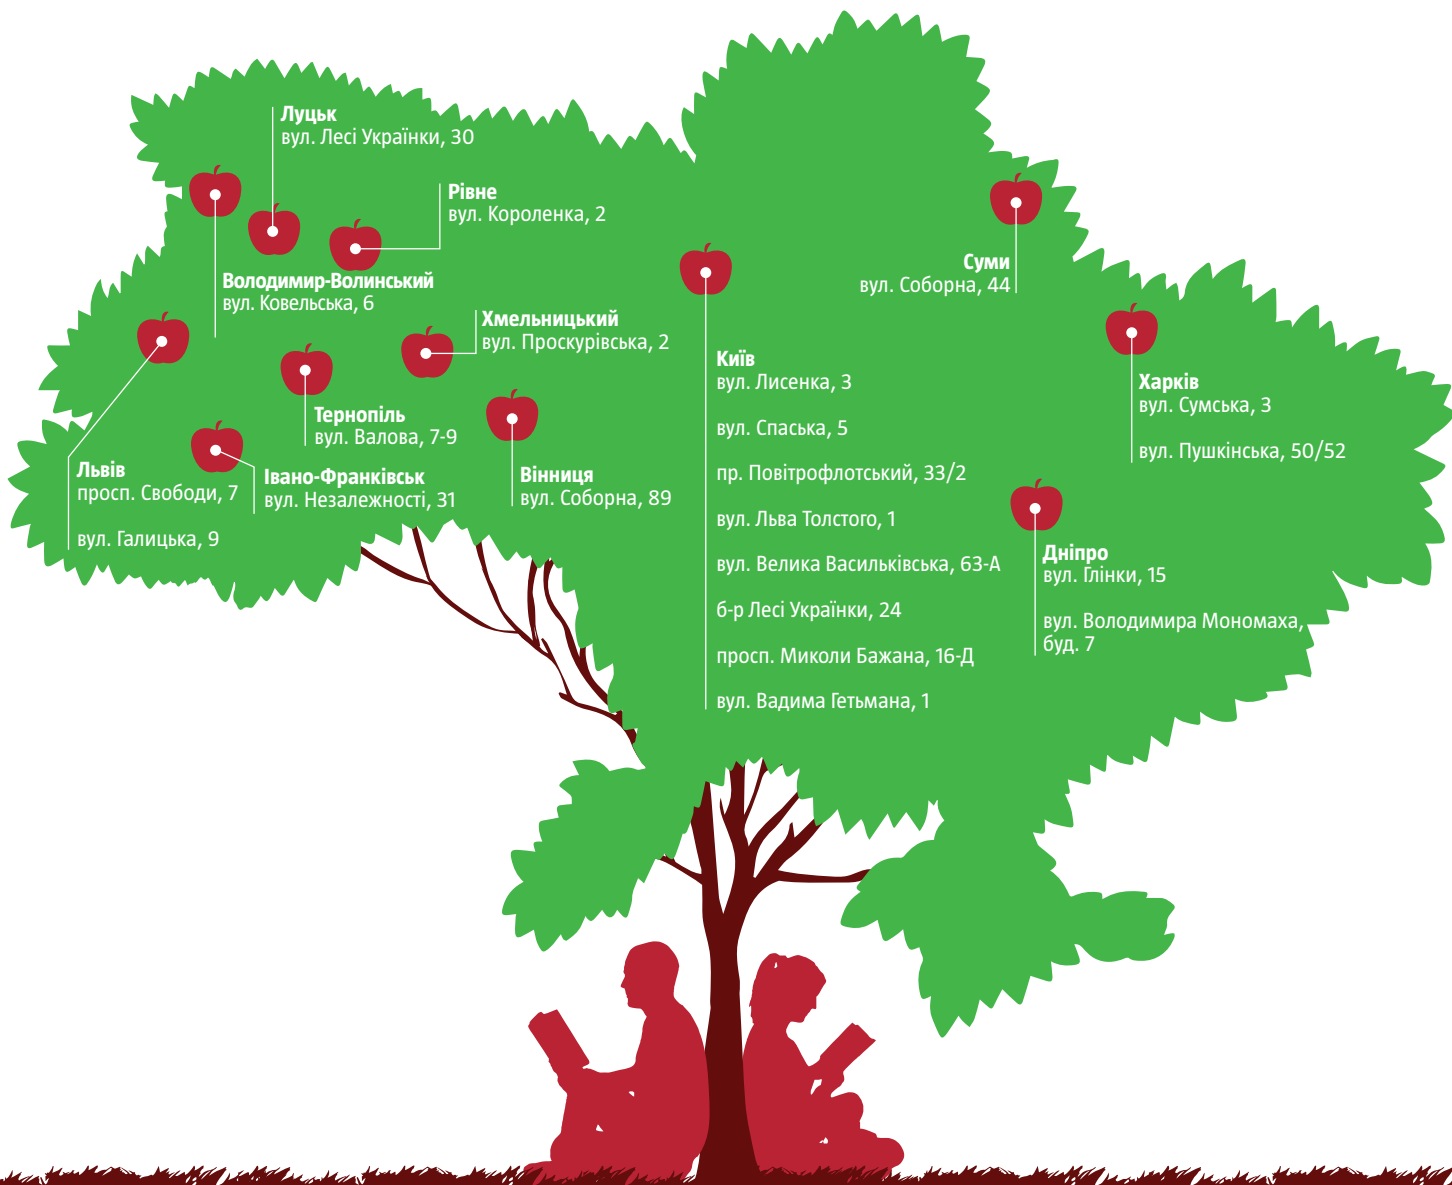 Луцьк
вул. Лесі Українки, 30
Рівне
вул. Короленка, 2
Володимир-Волинський
вул. Ковельська, 6
Суми
вул. Соборна, 44
Хмельницький
вул. Проскурівська, 2
Київ
вул. Лисенка, 3
вул. Спаська, 5
пр. Повітрофлотський, 33/2
вул. Льва Толстого, 1
вул. Велика Васильківська, 63-А
б-р Лесі Українки, 24
просп. Миколи Бажана, 16-Д
вул. Вадима Гетьмана, 1
Харків
вул. Сумська, 3
вул. Пушкінська, 50/52
Тернопіль
вул. Валова, 7-9
Львів
просп. Свободи, 7
вул. Галицька, 9
Івано-Франківськ
вул. Незалежності, 31
Вінниця
вул. Соборна, 89
Дніпро
вул. Глінки, 15
вул. Володимира Мономаха,
буд. 7